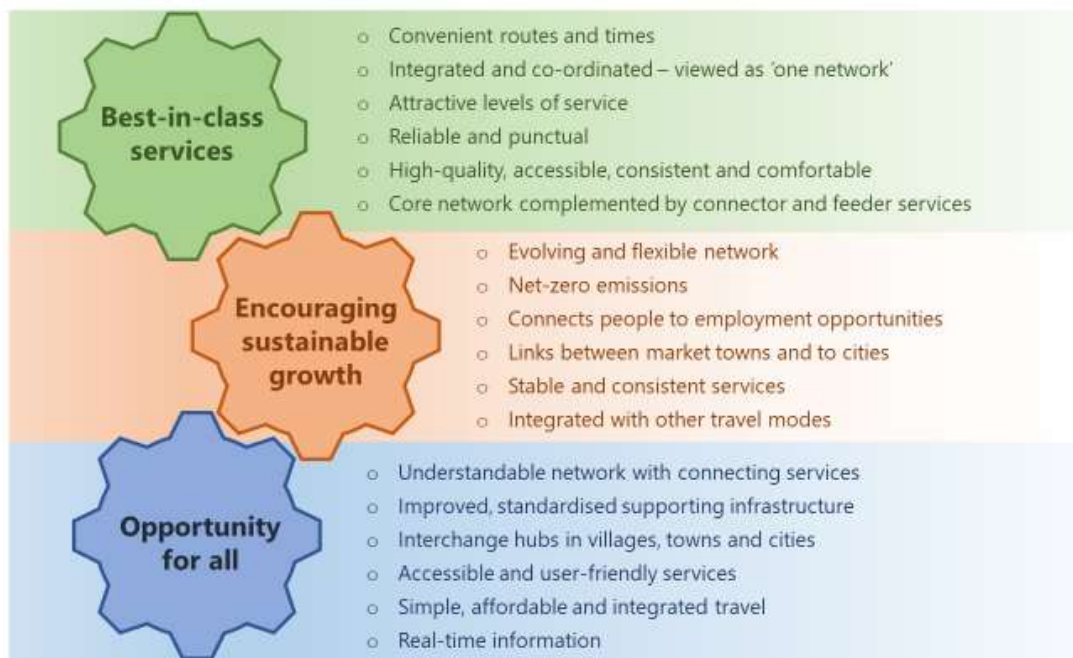 Best-in-class
services
o Convenient routes and times
o Integrated and co-ordinated – viewed as ‘one network’
o Attractive levels of service
o Reliable and punctual
o High-quality, accessible, consistent and comfortable
o Core network complemented by connector and feeder services
Encouraging
sustainable
growth
o Evolving and flexible network
o Net-zero emissions
o Connects people to employment opportunities
o Links between market towns and to cities
o Stable and consistent services
o Integrated with other travel modes
Opportunity
for all
o Understandable network with connecting services
o Improved, standardised supporting infrastructure
o Interchange hubs in villages, towns and cities
o Accessible and user-friendly services
o Simple, affordable and integrated travel
o Real-time information